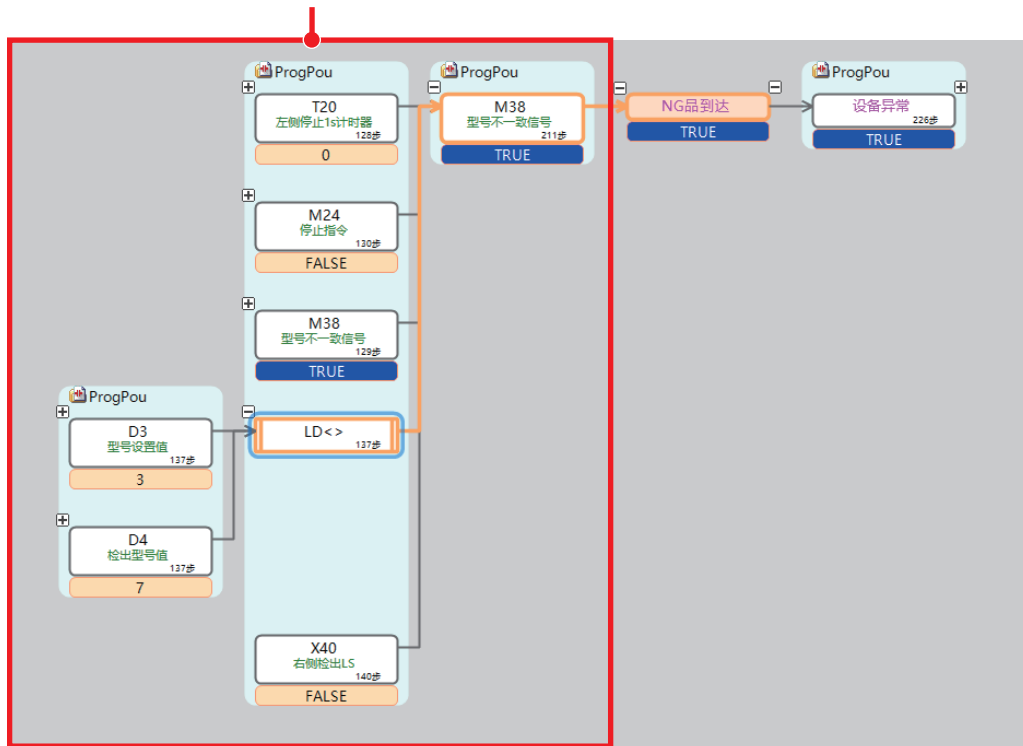 ProgPou
T20
左侧停止1s计时器
128步
0
M24
停止指令
130步
FALSE
M38
型号不一致信号
129步
TRUE
LD<>
137步
X40
右侧检出LS
140步
FALSE
ProgPou
D3
型号设置值
137步
3
D4
检出型号值
137步
7
ProgPou
M38
型号不一致信号
211步
TRUE
NG品到达
TRUE
ProgPou
设备异常
226步
TRUE